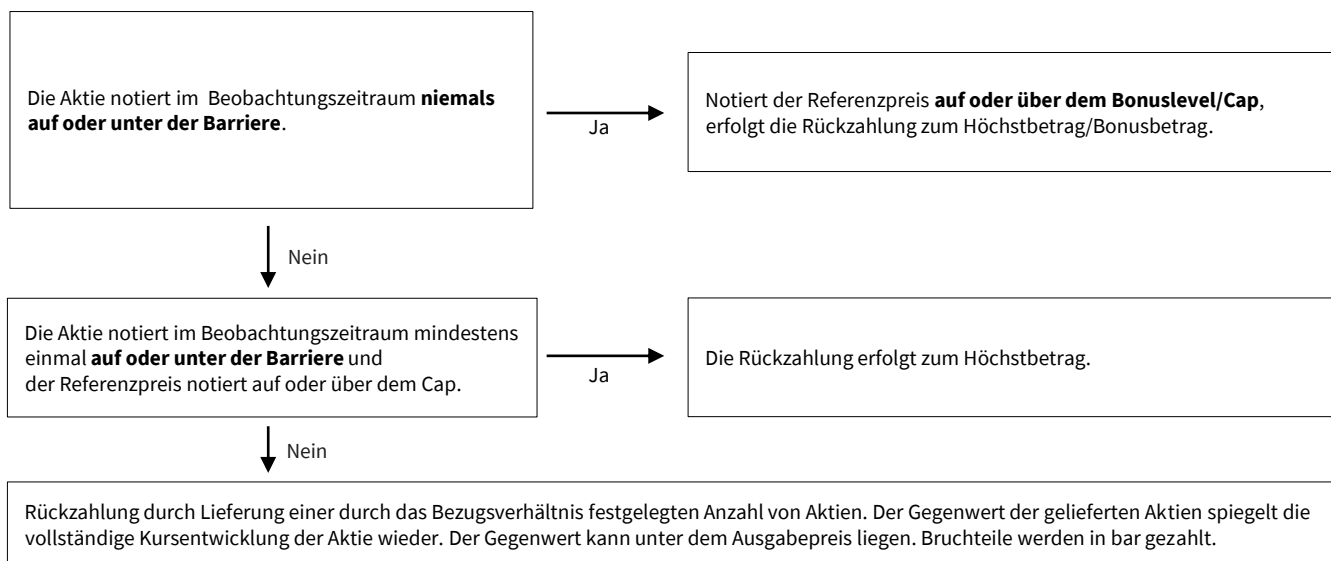 Die Aktie notiert im Beobachtungszeitraum niemals
auf oder unter der Barriere.
Ja
Notiert der Referenzpreis auf oder über dem Bonuslevel/Cap,
erfolgt die Rückzahlung zum Höchstbetrag/Bonusbetrag.
Nein
Die Aktie notiert im Beobachtungszeitraum mindestens
einmal auf oder unter der Barriere und
der Referenzpreis notiert auf oder über dem Cap.
Ja
Die Rückzahlung erfolgt zum Höchstbetrag.
Nein
Rückzahlung durch Lieferung einer durch das Bezugsverhältnis festgelegten Anzahl von Aktien. Der Gegenwert der gelieferten Aktien spiegelt die
vollständige Kursentwicklung der Aktie wieder. Der Gegenwert kann unter dem Ausgabepreis liegen. Bruchteile werden in bar gezahlt.